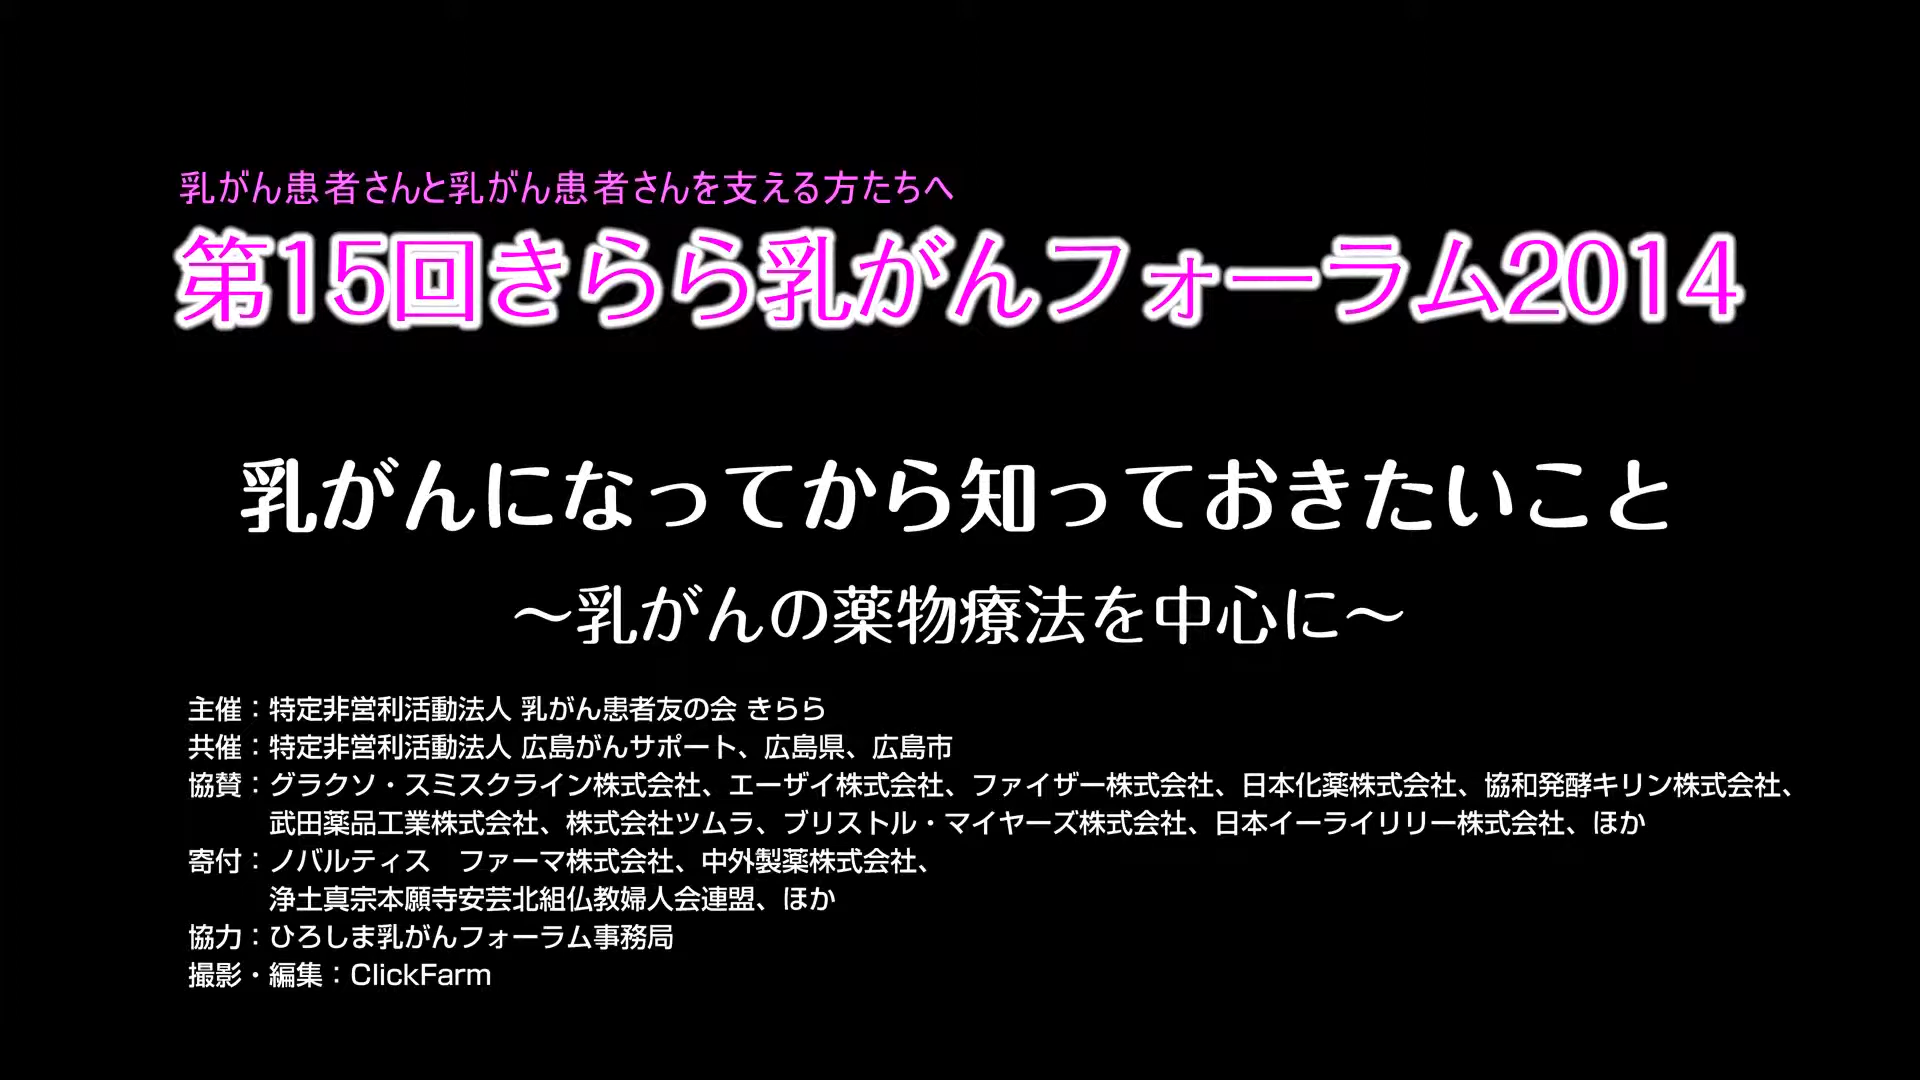 乳がん患者さんと乳がん患者さんを支える方たちへ
第15回きらら乳がんフォーラム2014
乳がんになってから知っておきたいこと
～乳がんの薬物療法を中心に～
主催：特定非営利活動法人 乳がん患者友の会 きらら
共催：特定非営利活動法人 広島がんサポート、広島県、広島市
協賛：グラクソ・スミスクライン株式会社、エーザイ株式会社、ファイザー株式会社、日本化薬株式会社、協和発酵キリン株式会社、
武田薬品工業株式会社、株式会社ツムラ、ブリストル・マイヤーズ株式会社、日本イーライリリー株式会社、ほか
寄付：ノバルティス　ファーマ株式会社、中外製薬株式会社、
浄土真宗本願寺安芸北組仏教婦人会連盟、ほか
協力：ひろしま乳がんフォーラム事務局
撮影・編集：ClickFarm